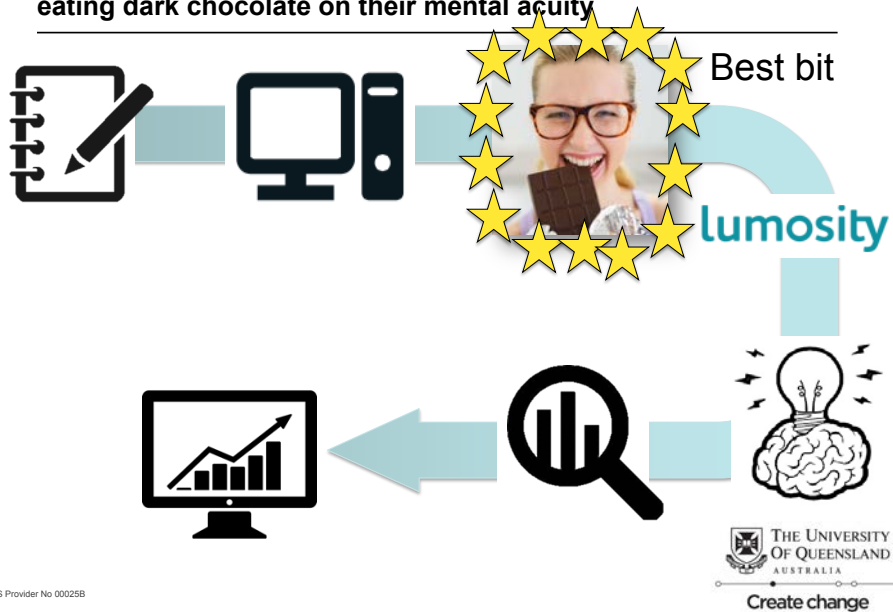 eating dark chocolate on their mental acuity
Best bit
lumosity
THE UNIVERSITY
OF QUEENSLAND
AUSTRALIA
Create change
S Provider No 00025B